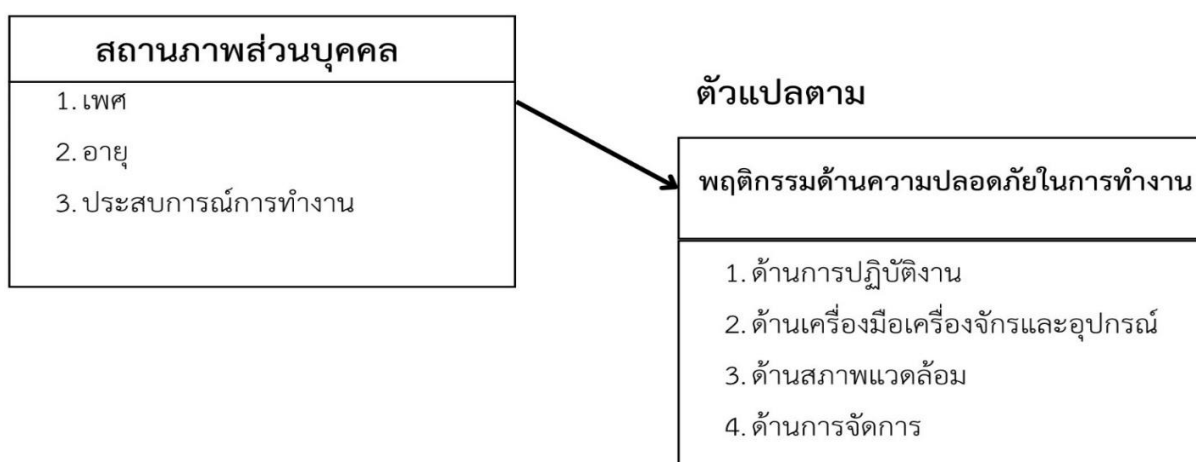 สถานภาพส่วนบุคคล
1. เพศ
2. อายุ
3. ประสบการณ์การทำงาน
ตัวแปลตาม
พฤติกรรมด้านความปลอดภัยในการทำงาน
1. ด้านการปฏิบัติงาน
2. ด้านเครื่องมือเครื่องจักรและอุปกรณ์
3. ด้านสภาพแวดล้อม
4. ด้านการจัดการ